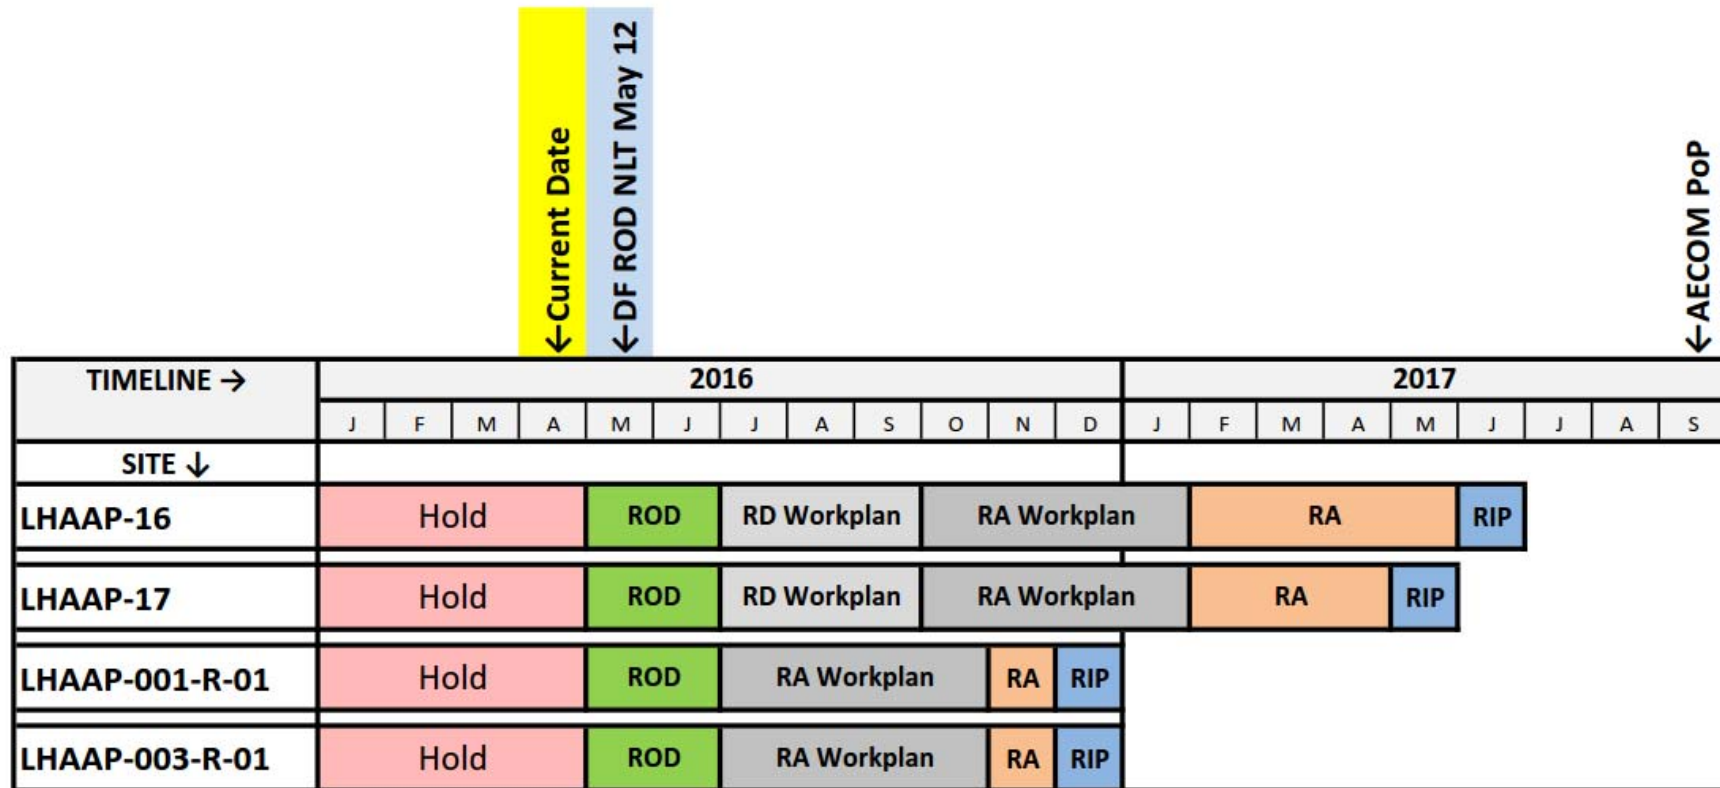 ←Current Date
←DF ROD NLT May 12
←AECOM PoP
TIMELINE → 2016 2017
J F M A M J J A S O N D J F M A M J J A S
SITE ↓
LHAAP-16 Hold ROD RD Workplan RA Workplan RA RIP
LHAAP-17 Hold ROD RD Workplan RA Workplan RA RIP
LHAAP-001-R-01 Hold ROD RA Workplan RA RIP
LHAAP-003-R-01 Hold ROD RA Workplan RA RIP